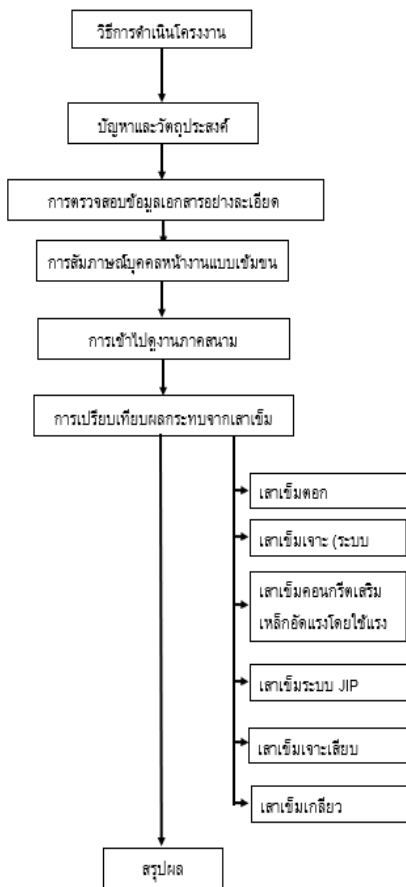 วิธีการดำเนินโครงงาน
ปัญหาและวัตถุประสงค์
การตรวจสอบข้อมูลเอกสารอย่างละเอียด
การสัมภาษณ์บุคคลหน้างานแบบเข้มขน
การเข้าไปดูงานภาคสนาม
การเปรียบเทียบผลกระทบจากเสาเข็ม
เสาเข็มตอก
เสาเข็มเจาะ (ระบบ
เสาเข็มคอนกรีตเสริม
เหล็กอัดแรงโดยใช้แรง
เสาเข็มระบบ JIP
เสาเข็มเจาะเสียบ
เสาเข็มเกลียว
สรุปผล